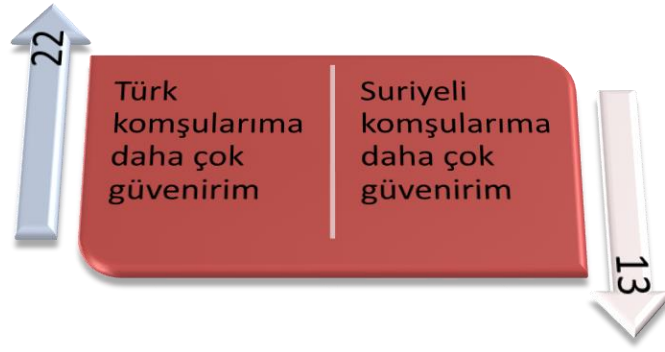 22
Türk
komşularıma
daha çok
güvenirim
Suriyeli
komşularıma
daha çok
güvenirim
13